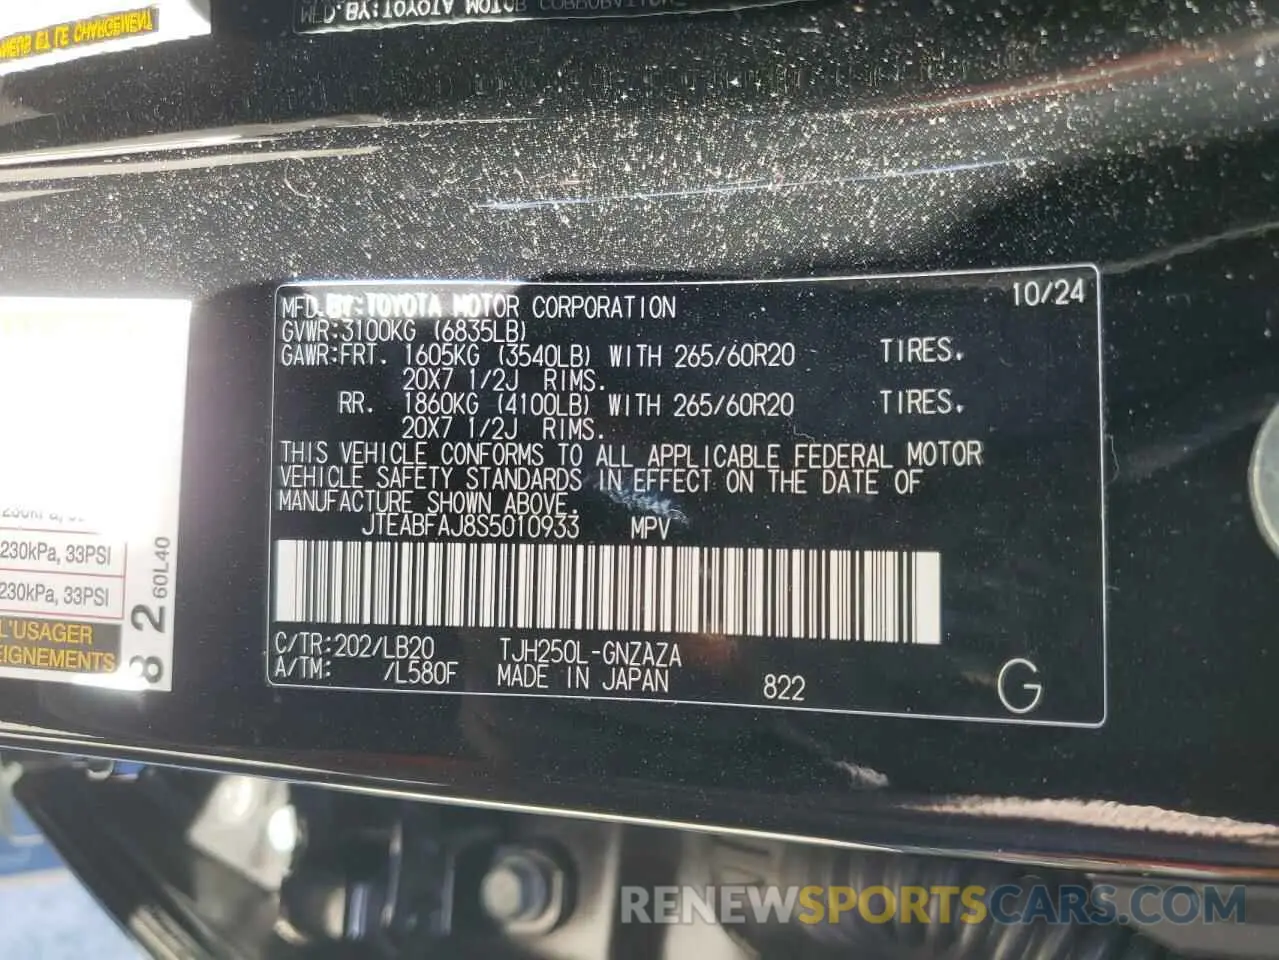 10/24
MFD.BY:TOYOTA MOTOR CORPORATION
GVWR:3100KG (6835LB)
GAWR:FRT. 1605KG (3540LB) WITH 265/60R20 TIRES.
20X7 1/2J RIMS.
RR. 1860KG (4100LB) WITH 265/60R20 TIRES.
20X7 1/2J RIMS.
THIS VEHICLE CONFORMS TO ALL APPLICABLE FEDERAL MOTOR
VEHICLE SAFETY STANDARDS IN EFFECT ON THE DATE OF
MANUFACTURE SHOWN ABOVE.
JTEABFAJ8S5010933 MPV
C/TR:202/LB20 TJH250L-GNZAZA
A/TM: /L580F MADE IN JAPAN 822
G
230kPa, 33PSI
230kPa, 33PSI
L'USAGER
82
60L40
RENEWSPORTSCARS.COM